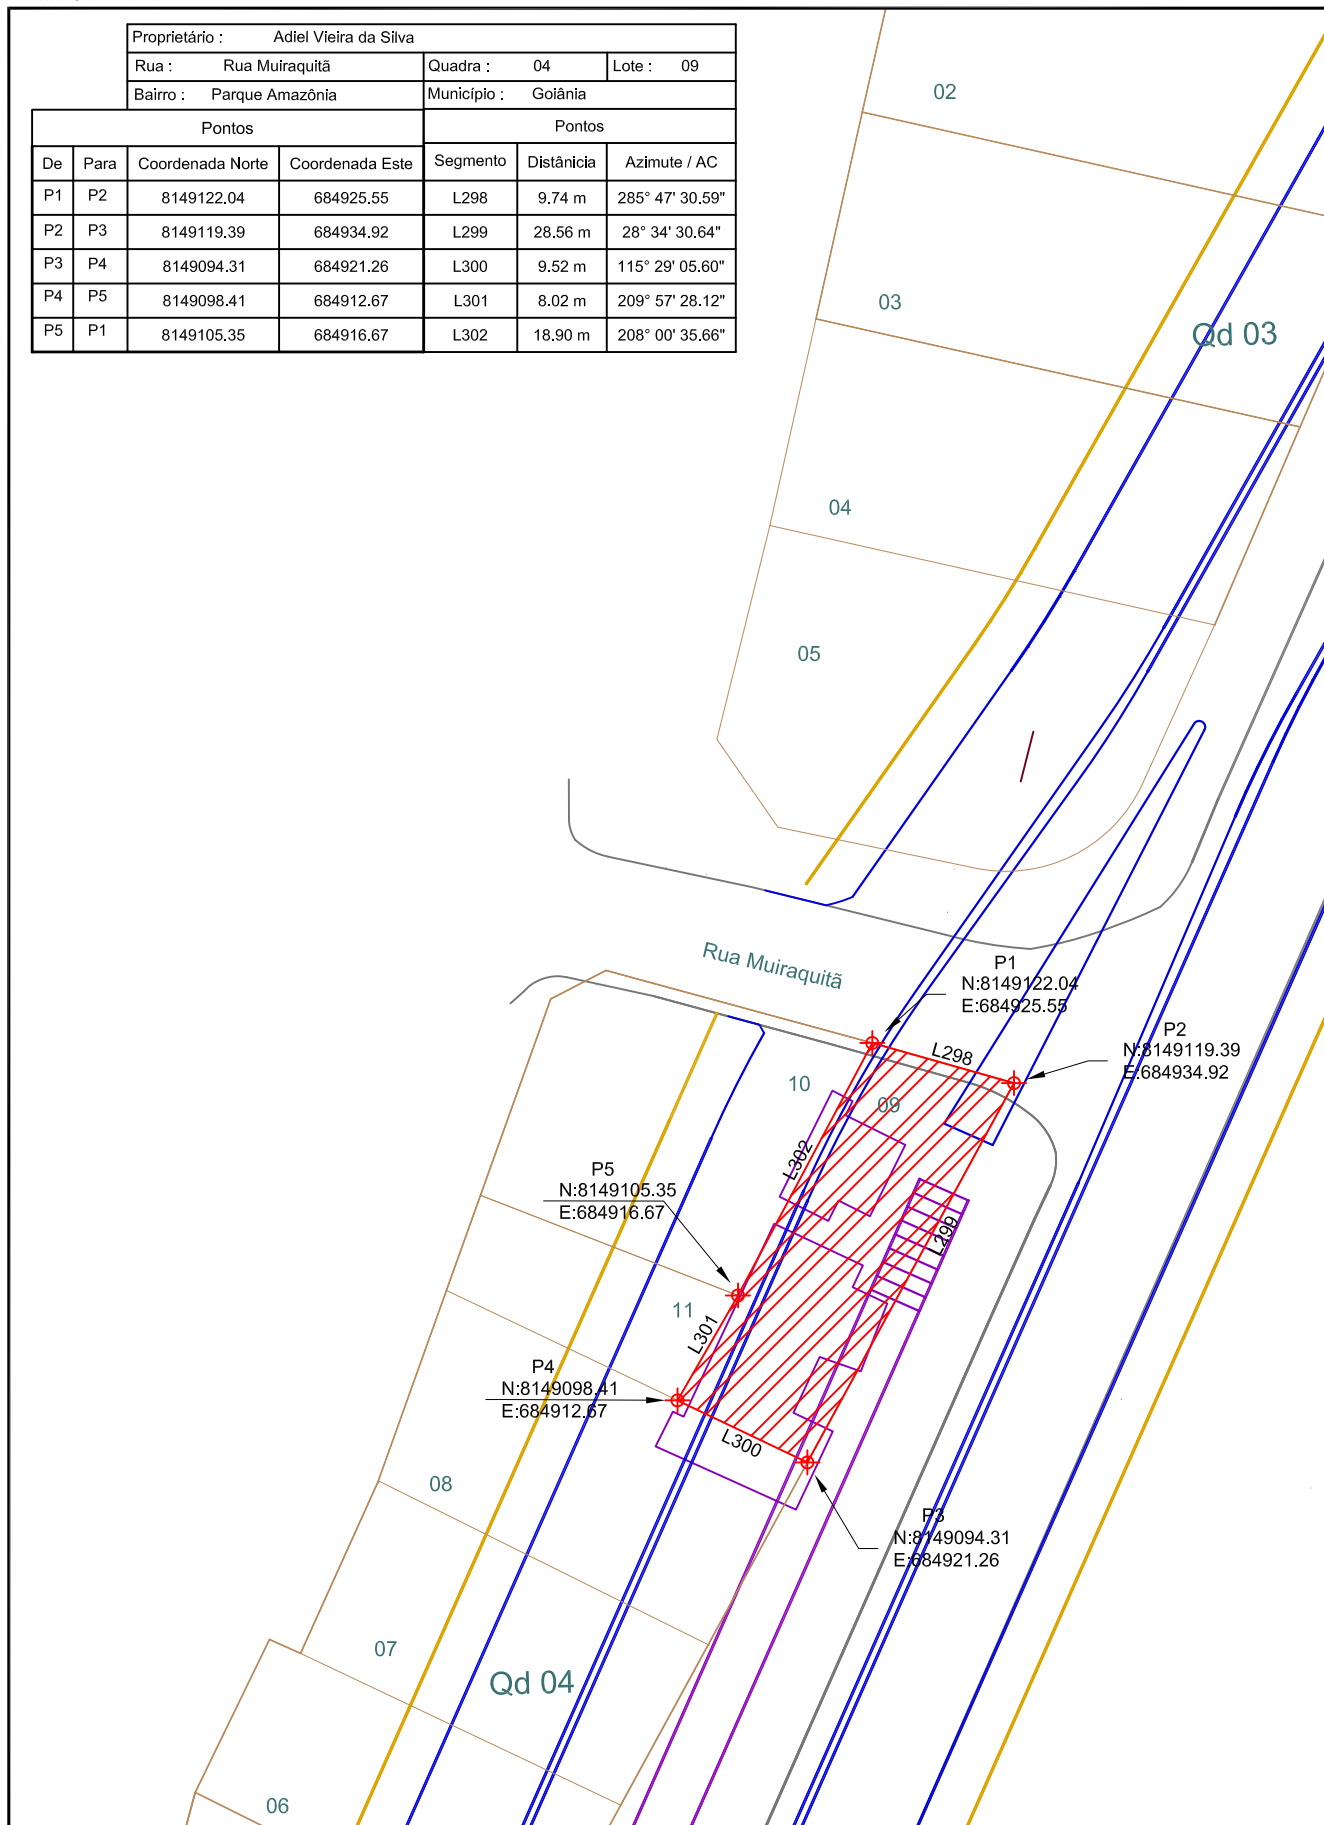 Proprietário : Adiel Vieira da Silva
Rua : Rua Muiraquitã Quadra : 04 Lote : 09
Bairro : Parque Amazônia Município : Goiânia
Pontos Pontos
De Para Coordenada Norte Coordenada Este Segmento Distânicia Azimute / AC
P1 P2 8149122.04 684925.55 L298 9.74 m 285° 47' 30.59"
P2 P3 8149119.39 684934.92 L299 28.56 m 28° 34' 30.64"
P3 P4 8149094.31 684921.26 L300 9.52 m 115° 29' 05.60"
P4 P5 8149098.41 684912.67 L301 8.02 m 209° 57' 28.12"
P5 P1 8149105.35 684916.67 L302 18.90 m 208° 00' 35.66"
02
03
Qd 03
04
05
Rua Muiraquitã
P1
N:8149122.04
E:684925.55
P2
N:8149119.39
E:684934.92
L298
10
09
L302
P5
N:8149105.35
E:684916.67
L299
11
L301
P4
N:8149098.41
E:684912.67
L300
08
P3
N:8149094.31
E:684921.26
07
Qd 04
06